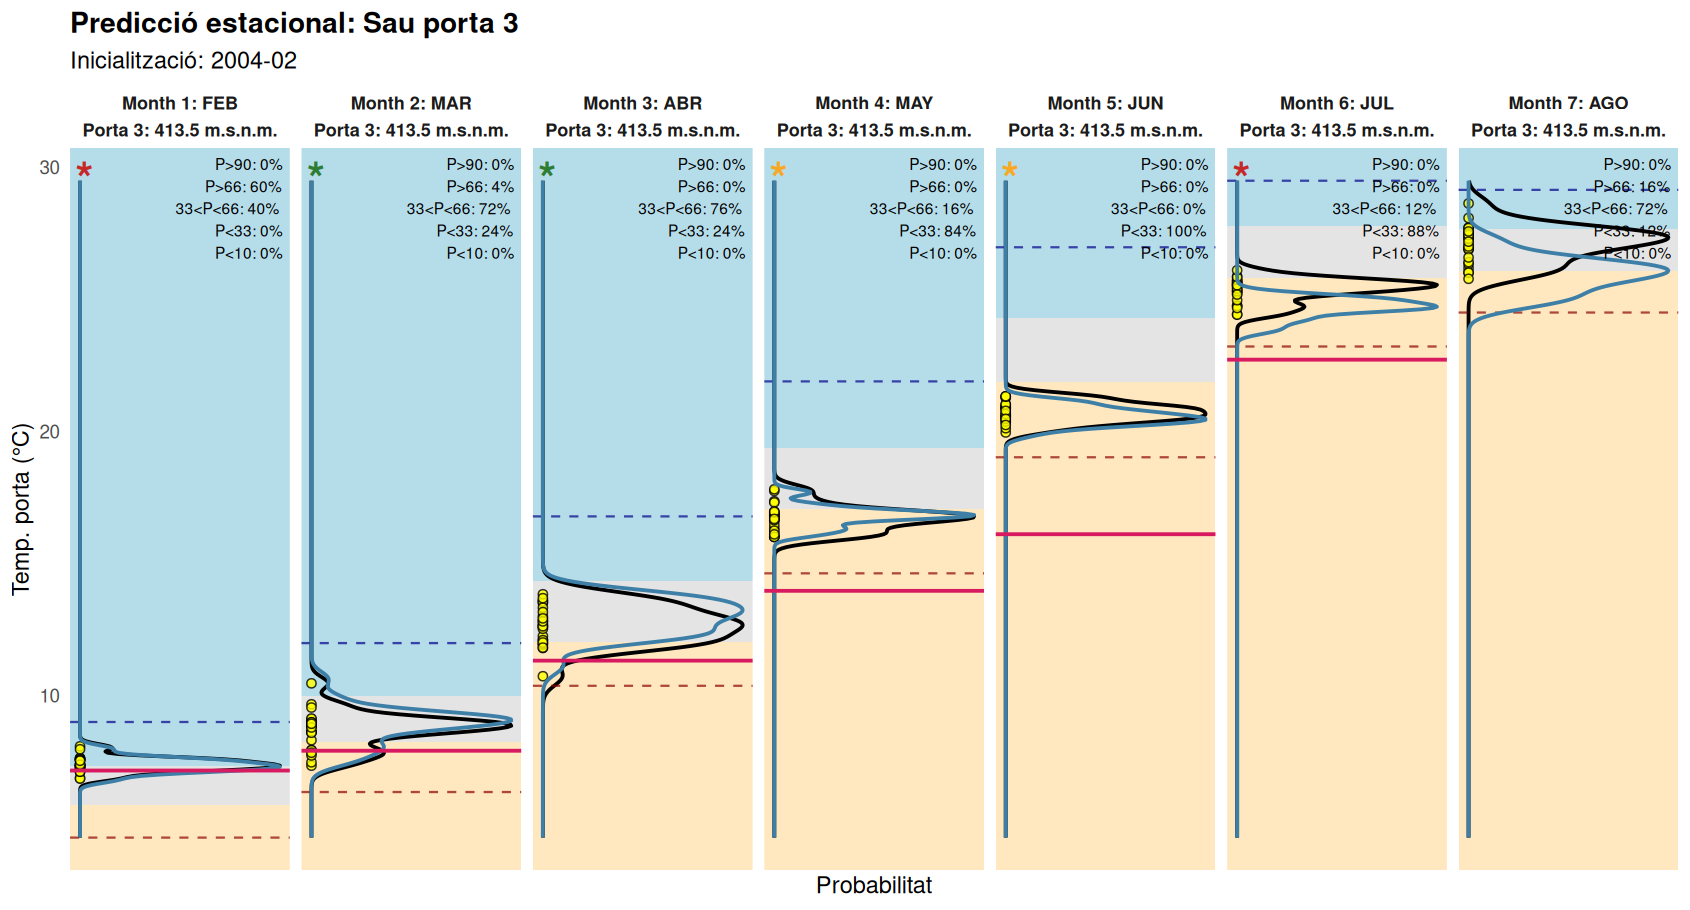 Predicció estacional: Sau porta 3
Inicialització: 2004-02
Month 1: FEB
Porta 3: 413.5 m.s.n.m.
Month 2: MAR
Porta 3: 413.5 m.s.n.m.
Month 3: ABR
Porta 3: 413.5 m.s.n.m.
Month 4: MAY
Porta 3: 413.5 m.s.n.m.
Month 5: JUN
Porta 3: 413.5 m.s.n.m.
Month 6: JUL
Porta 3: 413.5 m.s.n.m.
Month 7: AGO
Porta 3: 413.5 m.s.n.m.
*
P>90: 0%
P>66: 60%
33<P<66: 40%
P<33: 0%
P<10: 0%
*
P>90: 0%
P>66: 4%
33<P<66: 72%
P<33: 24%
P<10: 0%
*
P>90: 0%
P>66: 0%
33<P<66: 76%
P<33: 24%
P<10: 0%
*
P>90: 0%
P>66: 0%
33<P<66: 16%
P<33: 84%
P<10: 0%
*
P>90: 0%
P>66: 0%
33<P<66: 0%
P<33: 100%
P<10: 0%
*
P>90: 0%
P>66: 0%
33<P<66: 12%
P<33: 88%
P<10: 0%
P>90: 0%
P>66: 16%
33<P<66: 72%
P<33: 12%
P<10: 0%
30
20
10
Temp. porta (°C)
Probabilitat